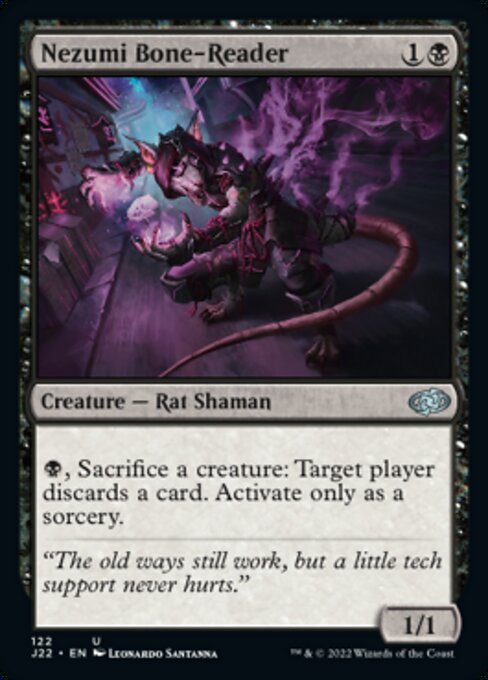 Nezumi Bone-Reader 1
Creature — Rat Shaman
, Sacrifice a creature: Target player
discards a card. Activate only as a
sorcery.
"The old ways still work, but a little tech
support never hurts."
1/1
122 U
J22 • EN Leonardo Santanna
™ & © 2022 Wizards of the Coast